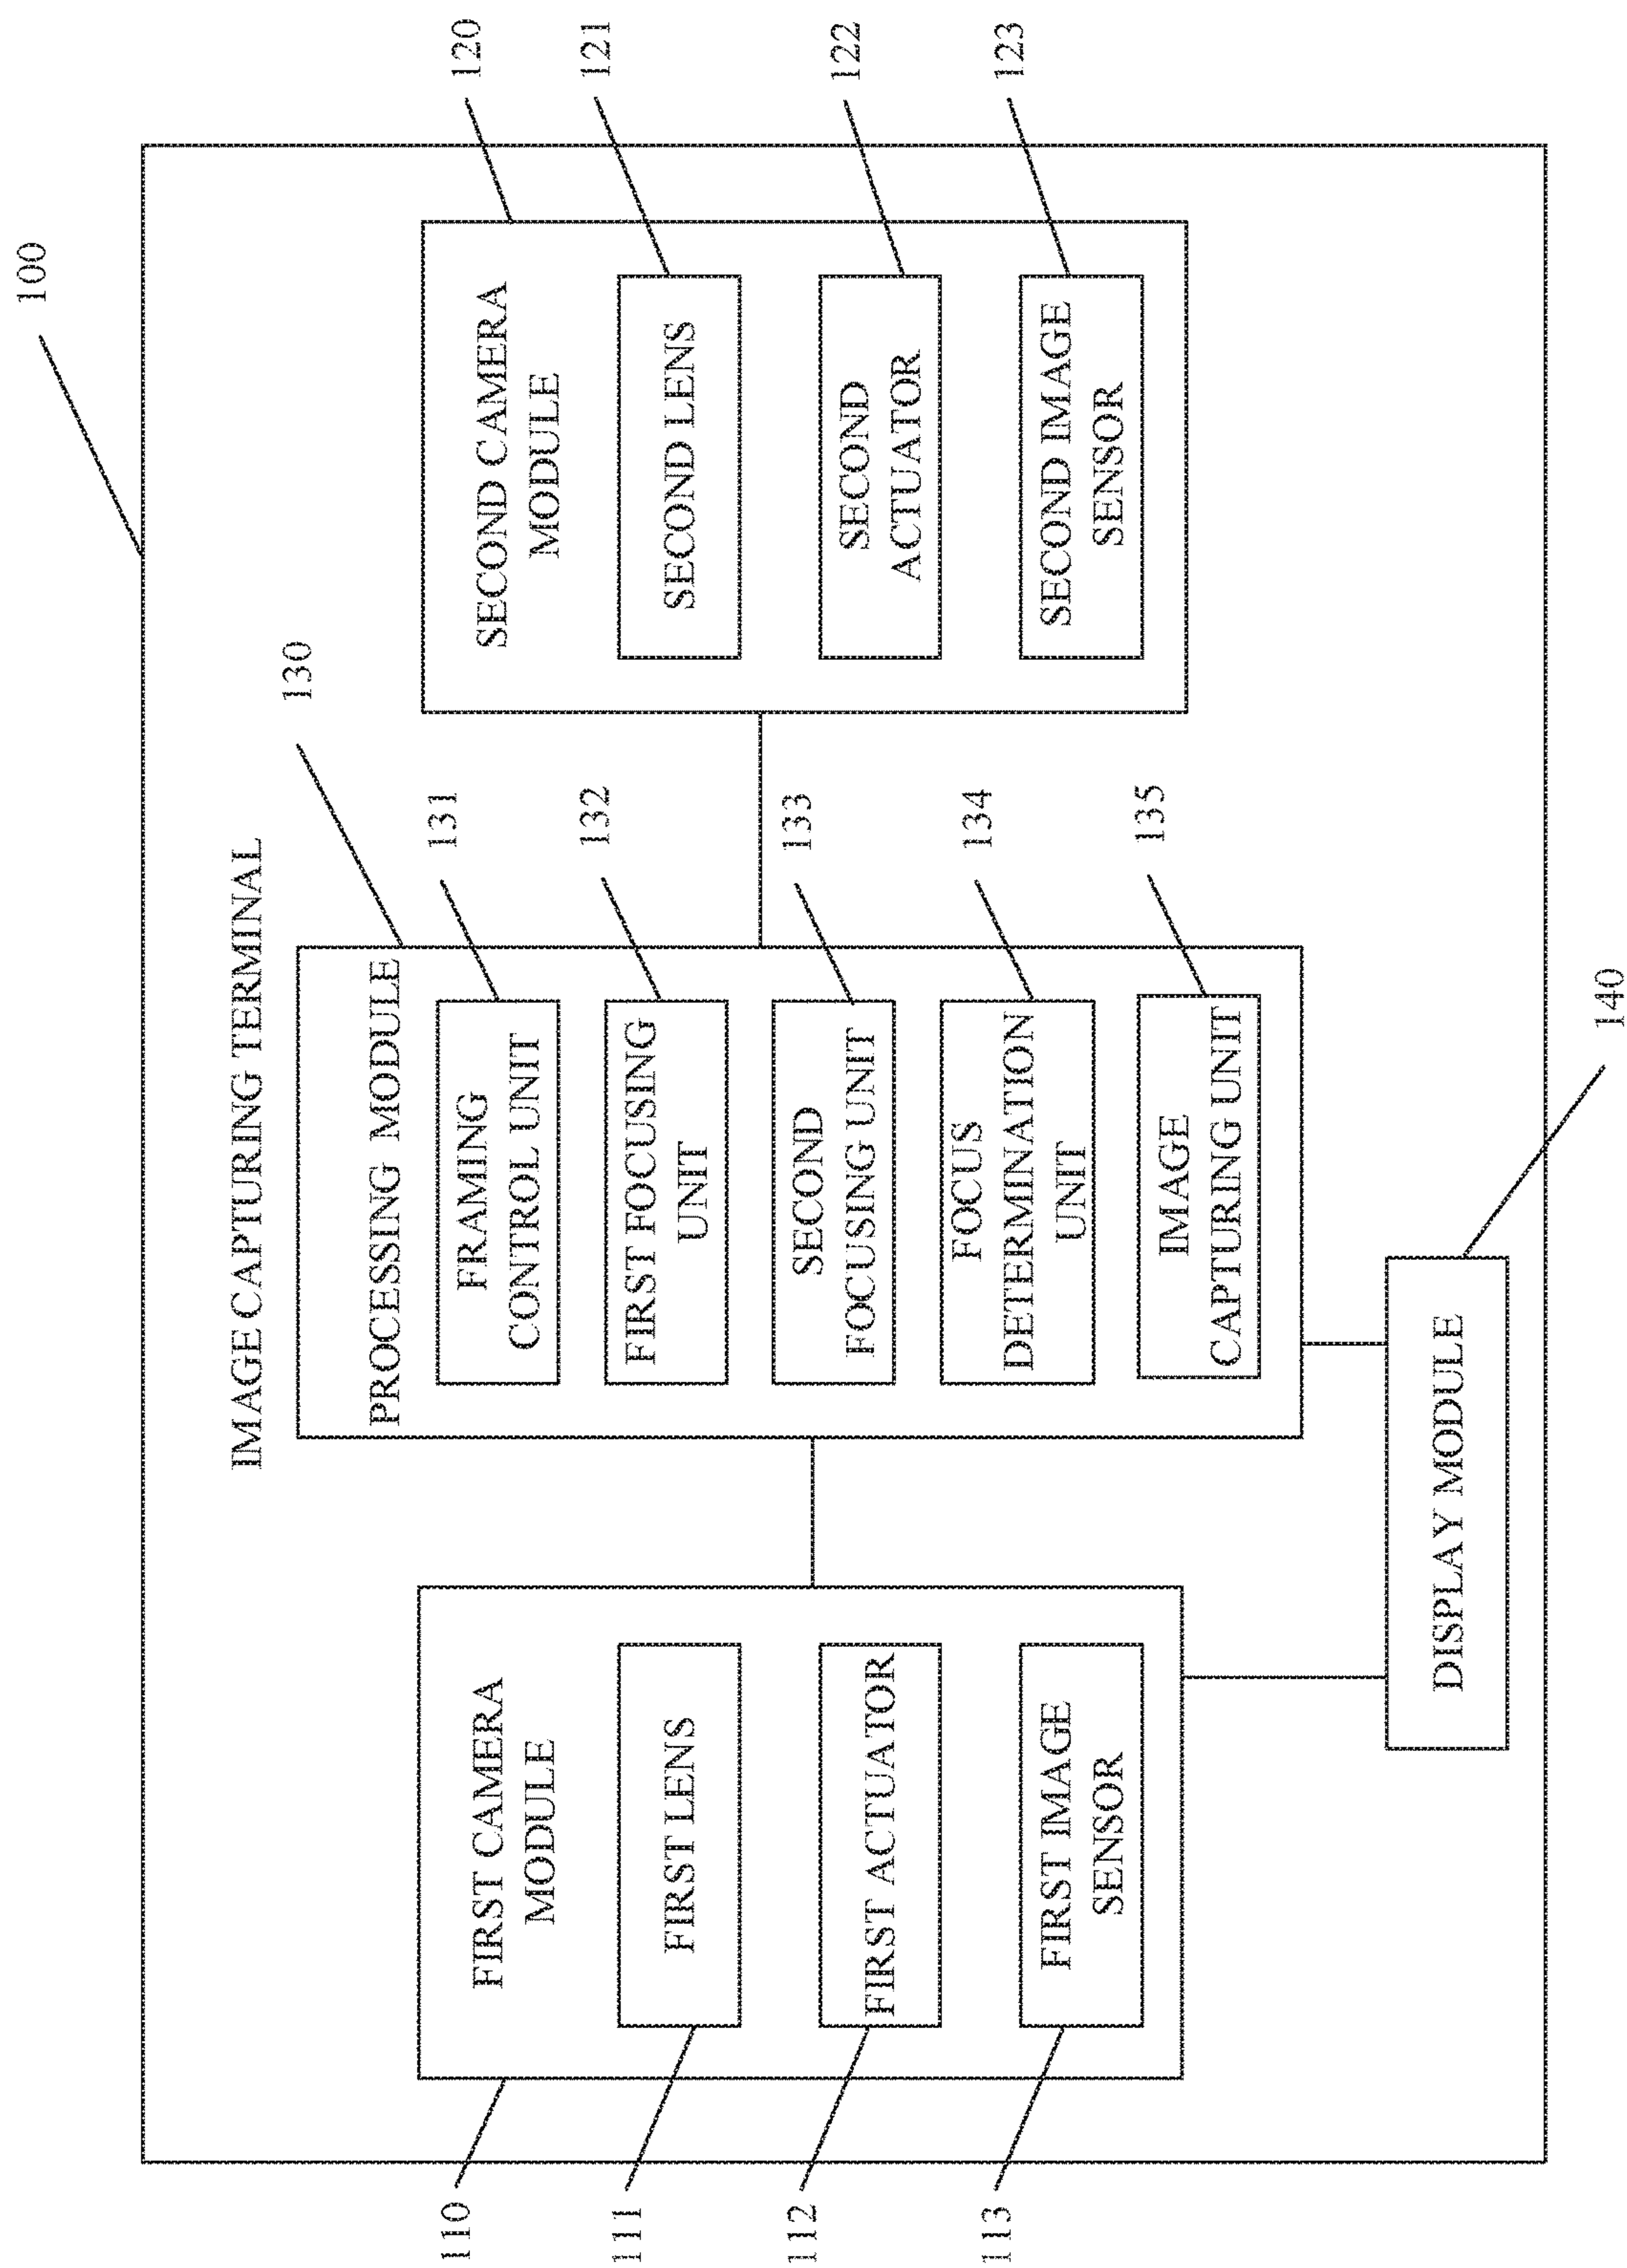 100
IMAGE CAPTURING TERMINAL
110
FIRST CAMERA
MODULE
111
FIRST LENS
112
FIRST ACTUATOR
113
FIRST IMAGE
SENSOR
130
PROCESSING MODULE
131
FRAMING
CONTROL UNIT
132
FIRST FOCUSING
UNIT
133
SECOND
FOCUSING UNIT
134
FOCUS
DETERMINATION
UNIT
135
IMAGE
CAPTURING UNIT
120
SECOND CAMERA
MODULE
121
SECOND LENS
122
SECOND
ACTUATOR
123
SECOND IMAGE
SENSOR
140
DISPLAY MODULE